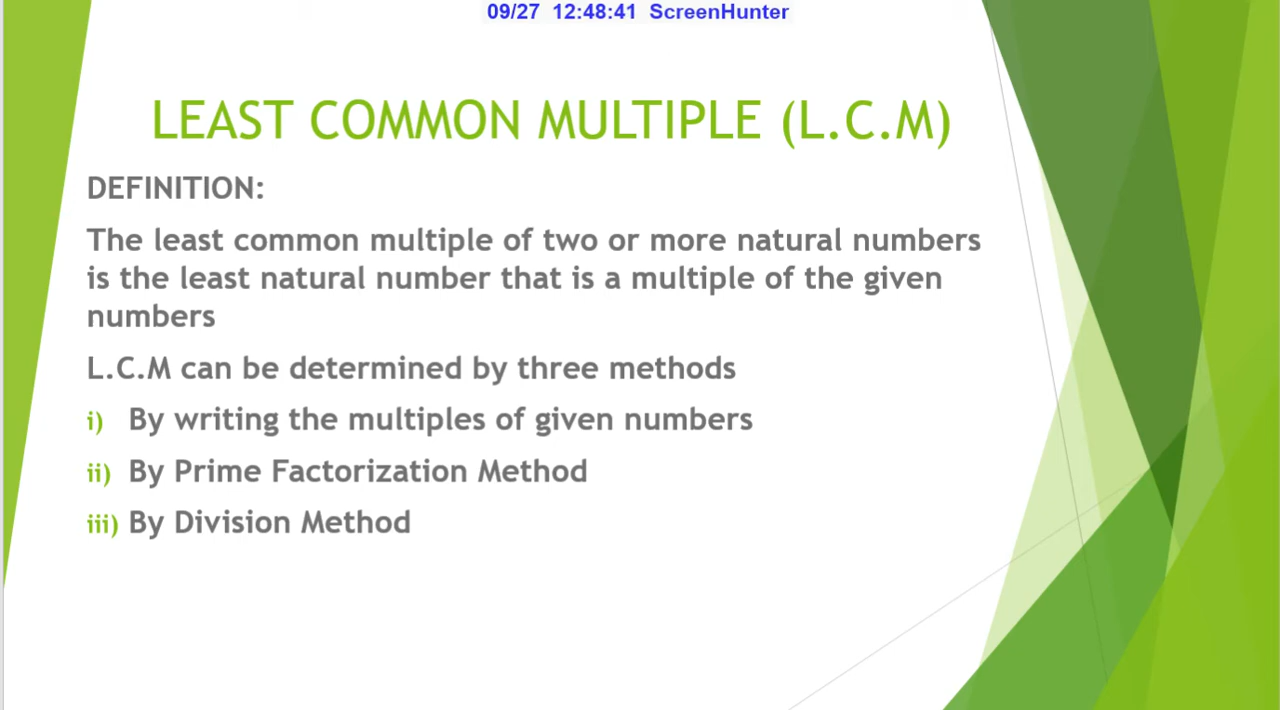 09/27 12:48:41 ScreenHunter
LEAST COMMON MULTIPLE (L.C.M)
DEFINITION:
The least common multiple of two or more natural numbers
is the least natural number that is a multiple of the given
numbers
L.C.M can be determined by three methods
i) By writing the multiples of given numbers
ii) By Prime Factorization Method
iii) By Division Method